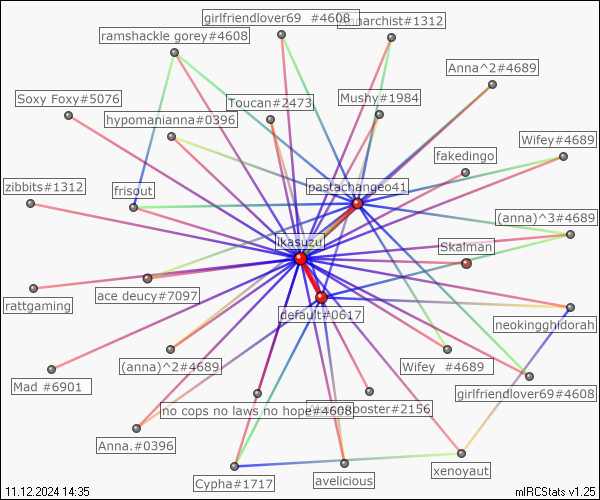 girlfriendlover69 #4608
narchist#1312
ramshackle gorey#4608
Anna^2#4689
Soxy Foxy#5076
Toucan#2473
Mushy#1984
hypomanianna#0396
Wifey#4689
fakedingo
zibbits#1312
frisout
pastachangeo41
(anna)^3#4689
ikasuzu
Skalman
rattgaming
ace deucy#7097
default#0617
neokingghidorah
(anna)^2#4689
Wifey #4689
Mad #6901
girlfriendlover69#4608
no cops no laws no hope#4608
ooster#2156
Anna.#0396
Cypha#1717
avelicious
xenoyaut
11.12.2024 14:35
mIRCStats v1.25